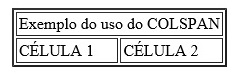 Exemplo do uso do COLSPAN
CÉLULA 1 CÉLULA 2